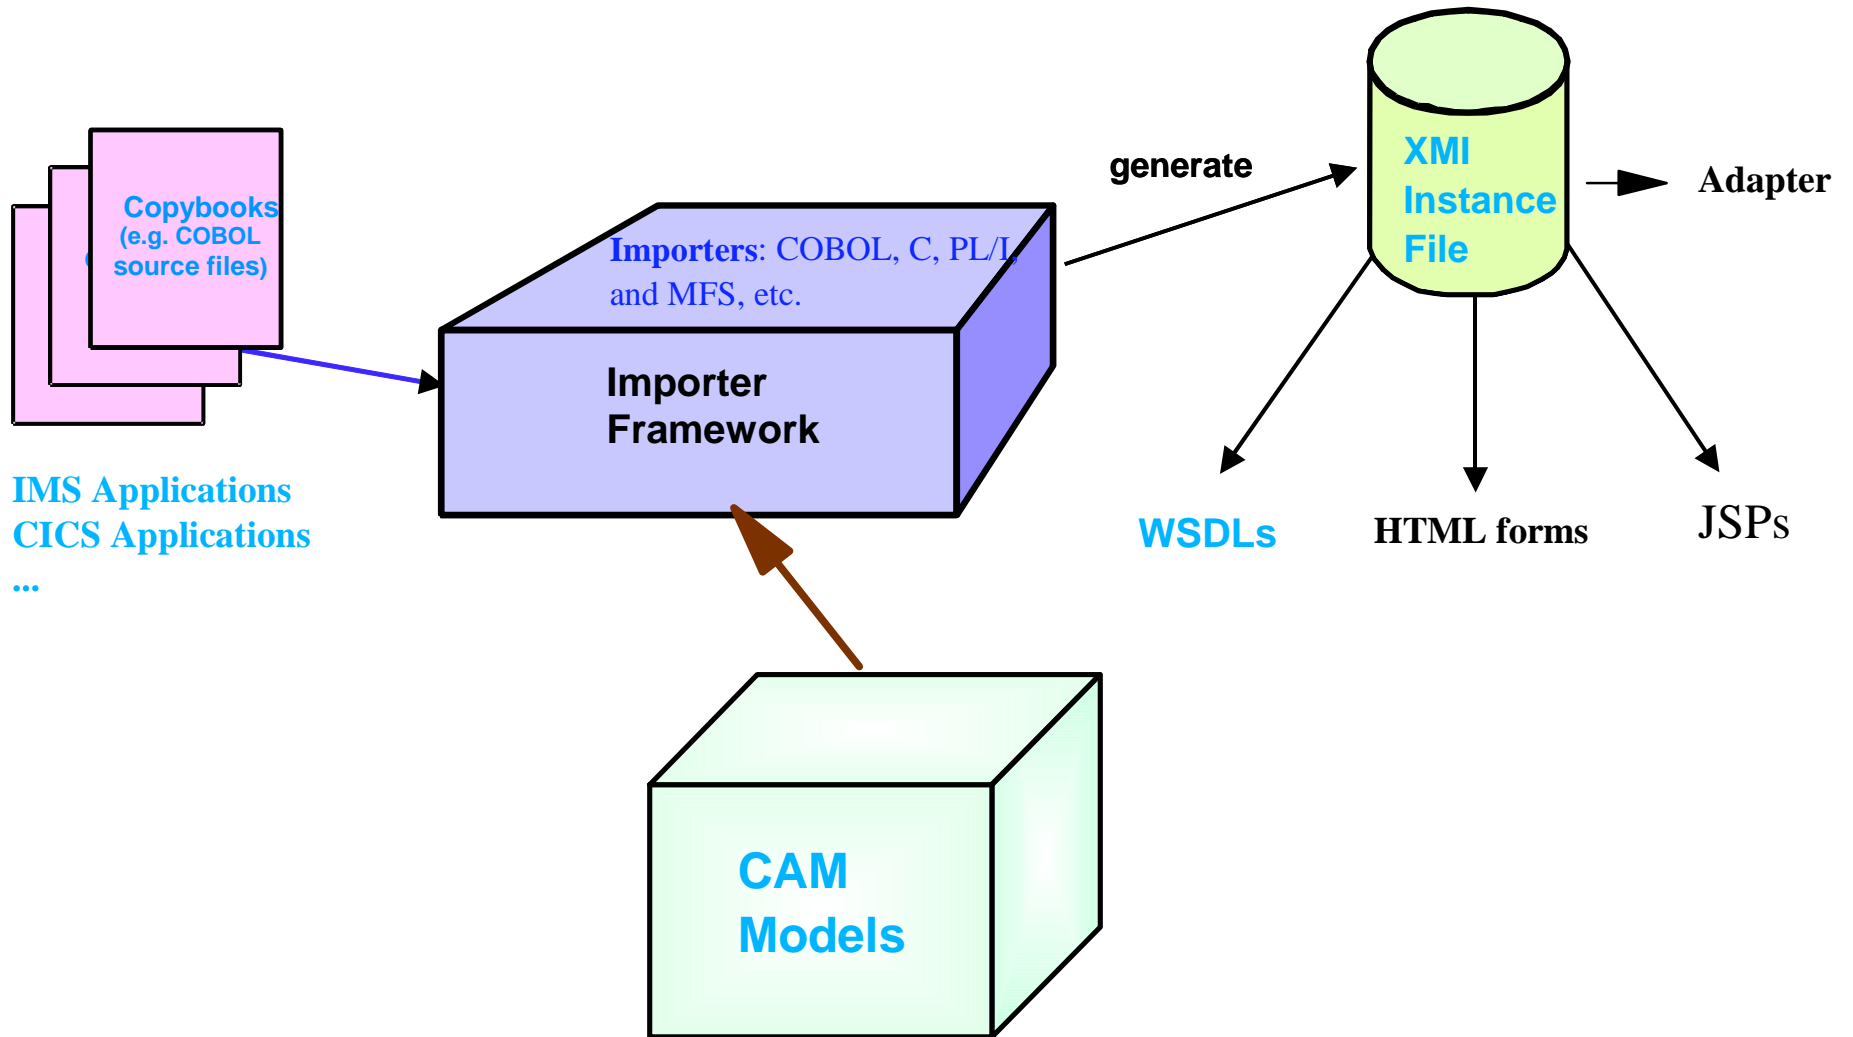 Copybooks
(e.g. COBOL
source files)
IMS Applications
CICS Applications
...
Importers: COBOL, C, PL/I,
and MFS, etc.
Importer
Framework
generate
XMI
Instance
File
Adapter
WSDLs
HTML forms
JSPs
CAM
Models